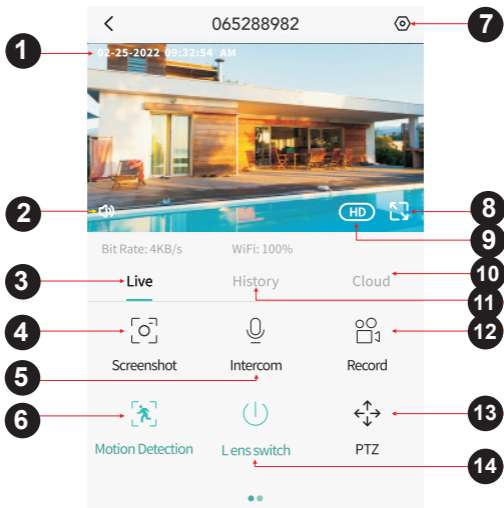 065288982
7
1
02-25-2022 09:32:54 AM
2
HD
8
9
Bit Rate: 4KB/s
WiFi: 100%
10
3
Live
History
Cloud
11
4
12
Screenshot
Intercom
Record
5
6
13
Motion Detection
Lens switch
PTZ
14